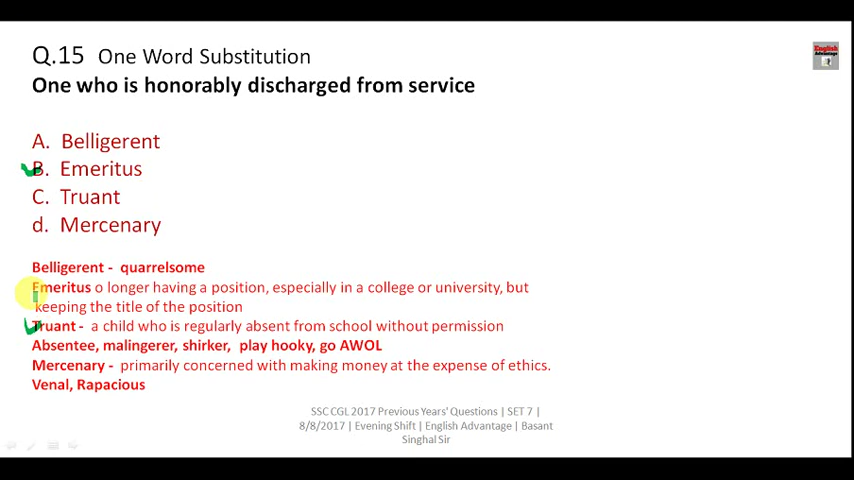 Q.15 One Word Substitution
English
Advantage
One who is honorably discharged from service
A. Belligerent
B. Emeritus
C. Truant
d. Mercenary
Belligerent - quarrelsome
Emeritus o longer having a position, especially in a college or university, but
keeping the title of the position
Truant - a child who is regularly absent from school without permission
Absentee, malingerer, shirker, play hooky, go AWOL
Mercenary - primarily concerned with making money at the expense of ethics.
Venal, Rapacious
SSC CGL 2017 Previous Years' Questions | SET 7 |
8/8/2017 | Evening Shift | English Advantage | Basant
Singhal Sir